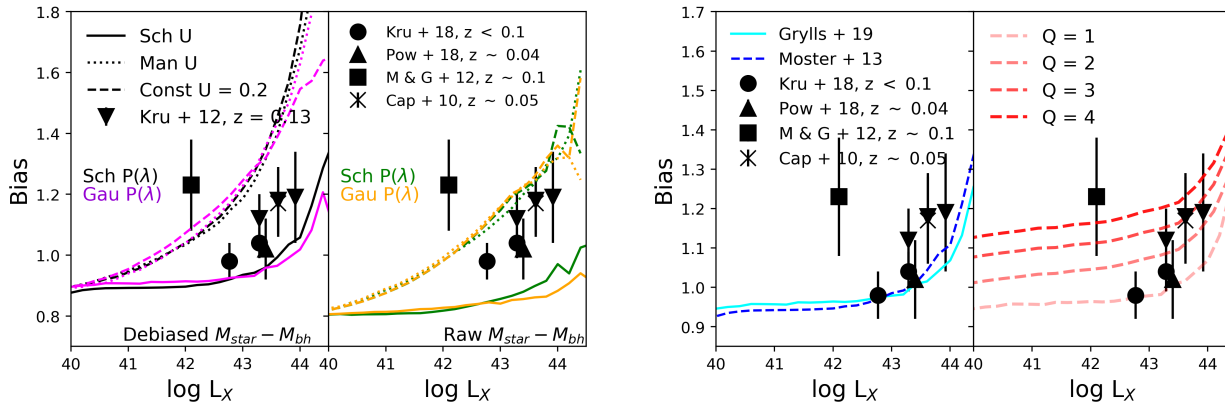 Bias
1.8
1.6
1.4
1.2
1.0
0.8
Sch U
Man U
Const U = 0.2
Kru + 12, z = 0.13
Sch P(λ)
Gau P(λ)
Debiased M_star − M_bh
40
41
42
43
44
log L_X
Kru + 18, z < 0.1
Pow + 18, z ~ 0.04
M & G + 12, z ~ 0.1
Cap + 10, z ~ 0.05
Sch P(λ)
Gau P(λ)
Raw M_star − M_bh
40
41
42
43
44
log L_X
Bias
1.7
1.6
1.5
1.4
1.3
1.2
1.1
1.0
0.9
Grylls + 19
Moster + 13
Kru + 18, z < 0.1
Pow + 18, z ~ 0.04
M & G + 12, z ~ 0.1
Cap + 10, z ~ 0.05
40
41
42
43
44
log L_X
Q = 1
Q = 2
Q = 3
Q = 4
40
41
42
43
44
log L_X